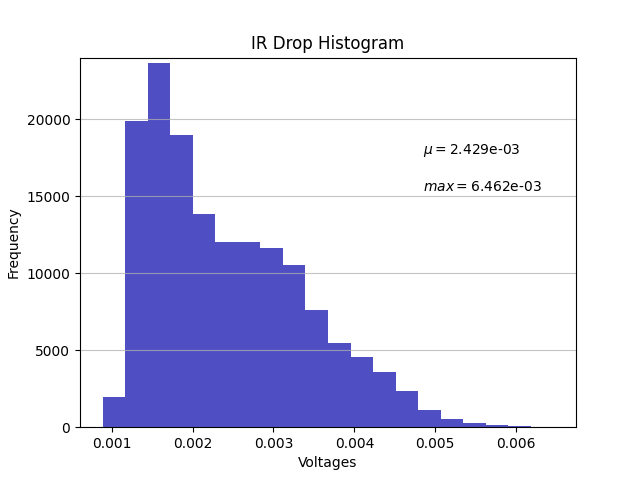 IR Drop Histogram
20000
15000
10000
5000
0
Frequency
μ = 2.429e-03
max = 6.462e-03
0.001 0.002 0.003 0.004 0.005 0.006
Voltages